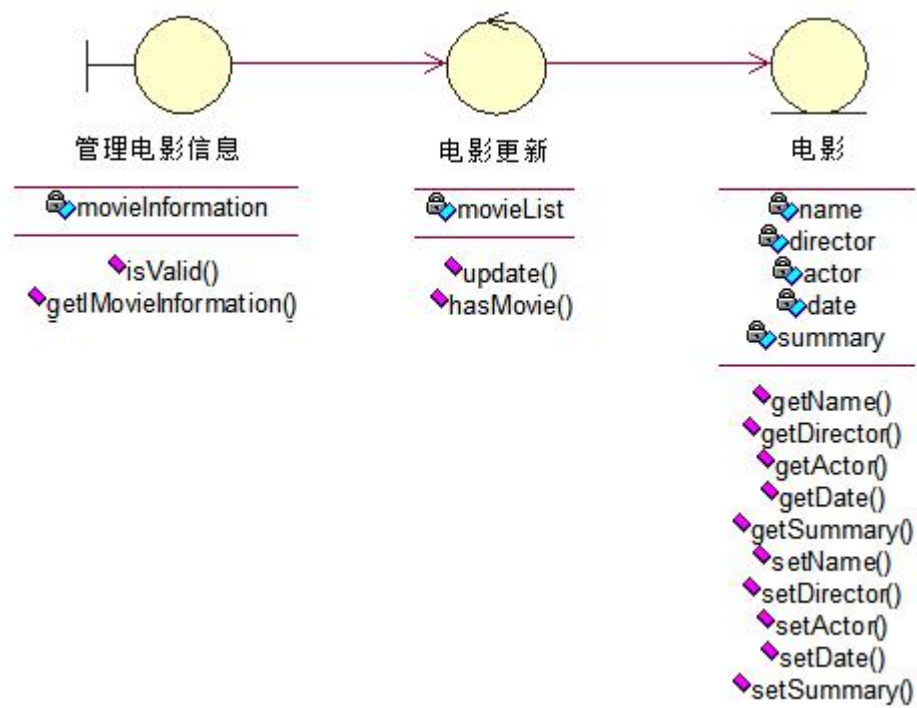 管理电影信息
movieInformation
isValid()
getIMovieInformation()
电影更新
movieList
update()
hasMovie()
电影
name
director
actor
date
summary
getName()
getDirector()
getActor()
getDate()
getSummary()
setName()
setDirector()
setActor()
setDate()
setSummary()